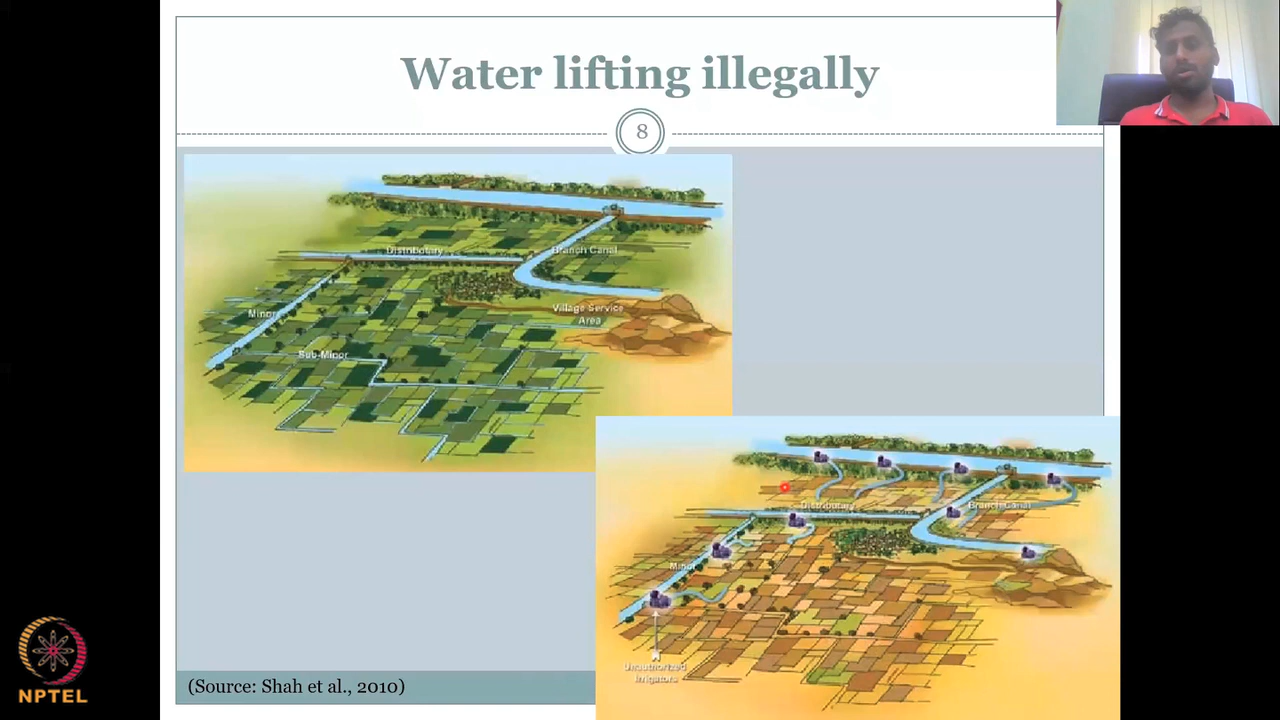 Water lifting illegally
8
Distributary
Branch Canal
Village Service
Area
Minor
Sub-Minor
Distributary
Branch Canal
Minor
Unauthorized
Irrigators
(Source: Shah et al., 2010)
NPTEL